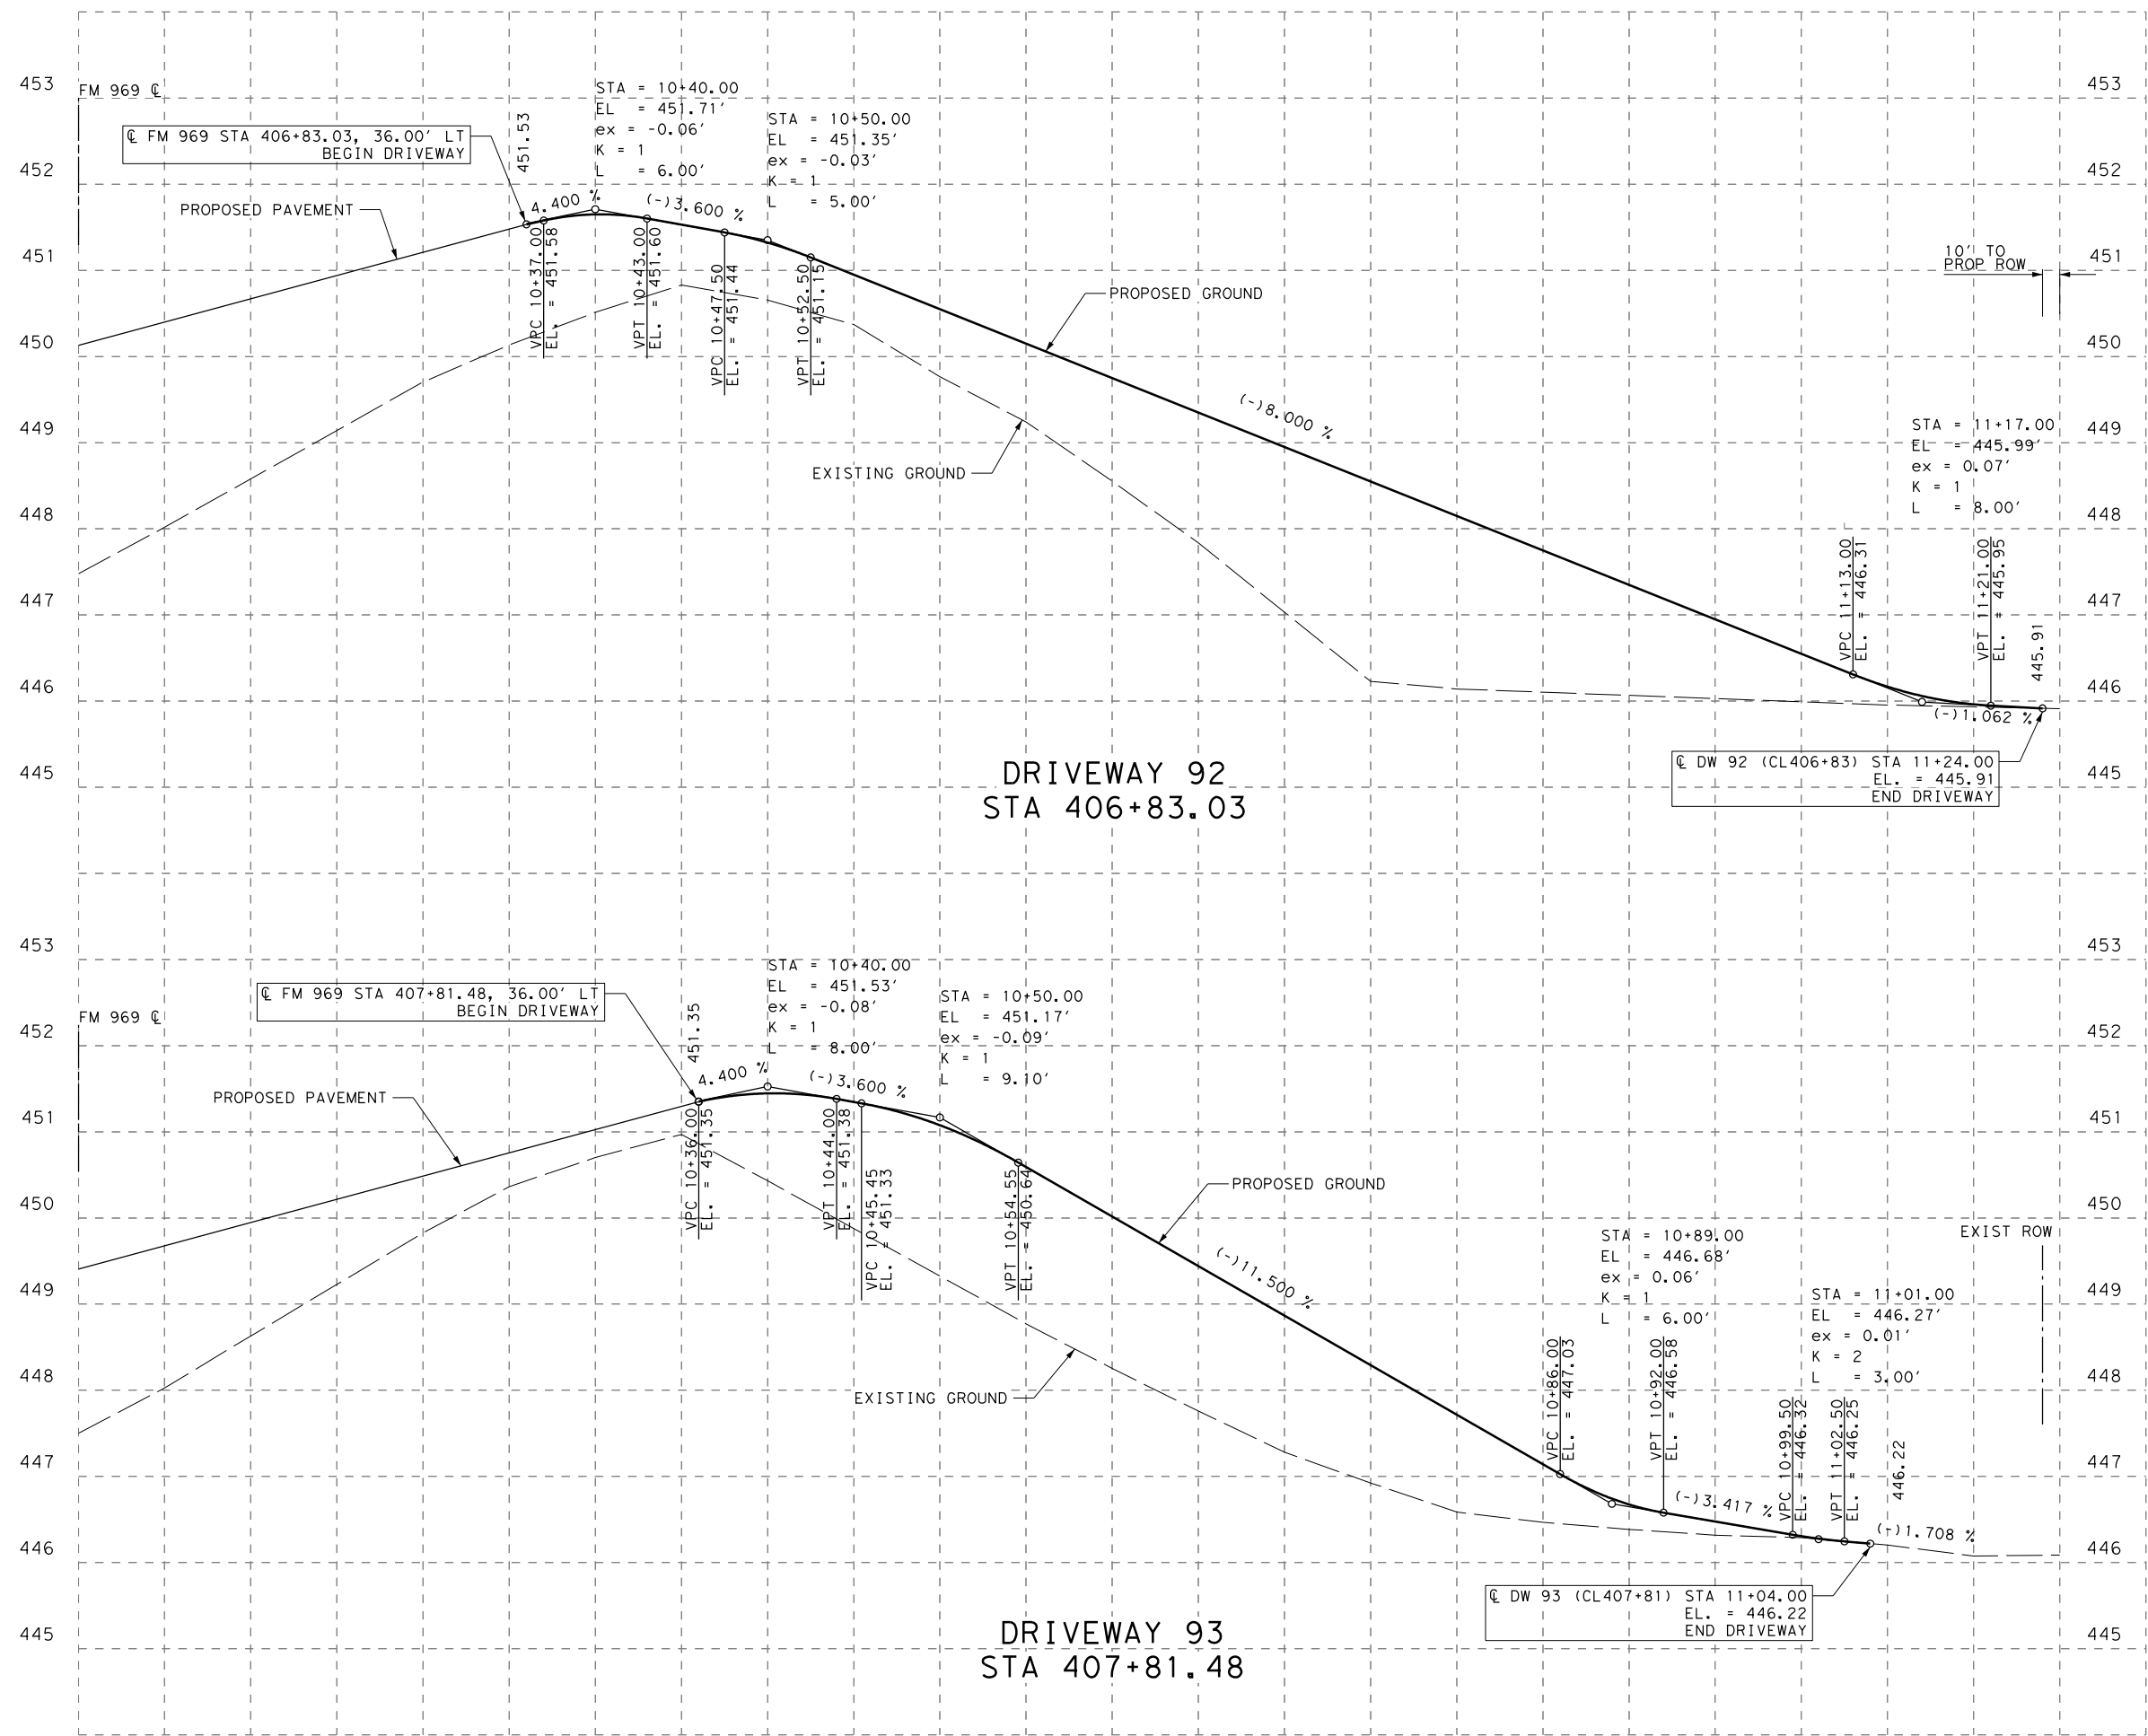 453
FM 969 ℄
℄ FM 969 STA 406+83.03, 36.00' LT
BEGIN DRIVEWAY
451.53
STA = 10+40.00
EL = 451.71'
ex = -0.06'
K = 1
L = 6.00'
STA = 10+50.00
EL = 451.35'
ex = -0.03'
K = 1
L = 5.00'
453
452
452
PROPOSED PAVEMENT
4.400 %
(-)3.600 %
451
VPC 10+37.00
EL. = 451.58
VPT 10+43.00
EL. = 451.60
VPC 10+47.50
EL. = 451.44
VPT 10+52.50
EL. = 451.15
10' TO
PROP ROW
451
PROPOSED GROUND
450
450
(-)8.000 %
449
449
EXISTING GROUND
STA = 11+17.00
EL = 445.99'
ex = 0.07'
K = 1
L = 8.00'
448
448
VPC 11+13.00
EL. = 446.31
VPT 11+21.00
EL. = 445.95
445.91
447
447
446
446
(-)1.062 %
℄ DW 92 (CL406+83) STA 11+24.00
EL. = 445.91
END DRIVEWAY
445
445
DRIVEWAY 92
STA 406+83.03
453
453
℄ FM 969 STA 407+81.48, 36.00' LT
BEGIN DRIVEWAY
FM 969 ℄
451.35
STA = 10+40.00
EL = 451.53'
ex = -0.08'
K = 1
L = 8.00'
STA = 10+50.00
EL = 451.17'
ex = -0.09'
K = 1
L = 9.10'
452
452
PROPOSED PAVEMENT
4.400 %
(-)3.600 %
451
451
VPC 10+36.00
EL. = 451.35
VPT 10+44.00
EL. = 451.38
VPC 10+45.45
EL. = 451.33
VPT 10+54.55
EL. = 450.64
PROPOSED GROUND
450
450
(-)11.500 %
EXIST ROW
STA = 10+89.00
EL = 446.68'
ex = 0.06'
K = 1
L = 6.00'
STA = 11+01.00
EL = 446.27'
ex = 0.01'
K = 2
L = 3.00'
449
449
448
448
EXISTING GROUND
VPC 10+86.00
EL. = 447.03
VPT 10+92.00
EL. = 446.58
VPC 10+99.50
EL. = 446.32
VPT 11+02.50
EL. = 446.25
446.22
447
447
(-)3.417 %
(-)1.708 %
446
446
℄ DW 93 (CL407+81) STA 11+04.00
EL. = 446.22
END DRIVEWAY
445
445
DRIVEWAY 93
STA 407+81.48